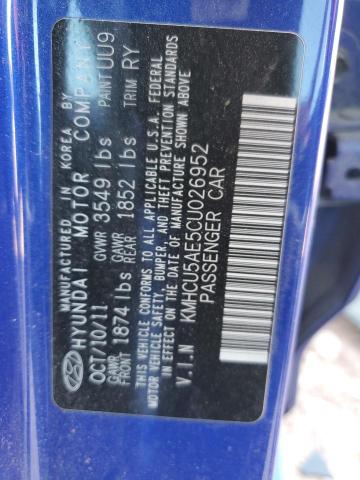 MANUFACTURED IN KOREA BY
HYUNDAI MOTOR COMPANY
OCT/10/11 GVWR 3549 lbs PAINT UU9
GAWR FRONT 1874 lbs GAWR REAR 1852 lbs TRIM RY
THIS VEHICLE CONFORMS TO ALL APPLICABLE U.S.A. FEDERAL
MOTOR VEHICLE SAFETY, BUMPER, AND THEFT PREVENTION STANDARDS
IN EFFECT ON THE DATE OF MANUFACTURE SHOWN ABOVE
V.I.N KMHCU5AE5CU026952
PASSENGER CAR